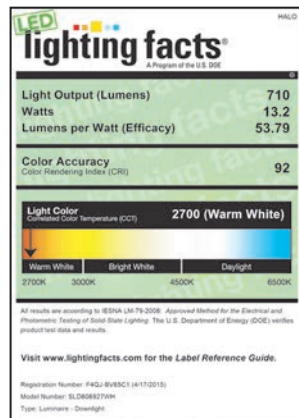 HALO
LED
lighting facts®
A Program of the U.S. DOE
Light Output (Lumens) 710
Watts 13.2
Lumens per Watt (Efficacy) 53.79
Color Accuracy 92
Color Rendering Index (CRI)
Light Color 2700 (Warm White)
Correlated Color Temperature (CCT)
Warm White Bright White Daylight
2700K 3000K 4500K 6500K
All results are according to IESNA LM-79-2008: Approved Method for the Electrical and
Photometric Testing of Solid-State Lighting. The U.S. Department of Energy (DOE) verifies
product test data and results.
Visit www.lightingfacts.com for the Label Reference Guide.
Registration Number: F4QJ-BV65C1 (4/17/2015)
Model Number: SLD606927WH
Type: Luminaire - Downlight